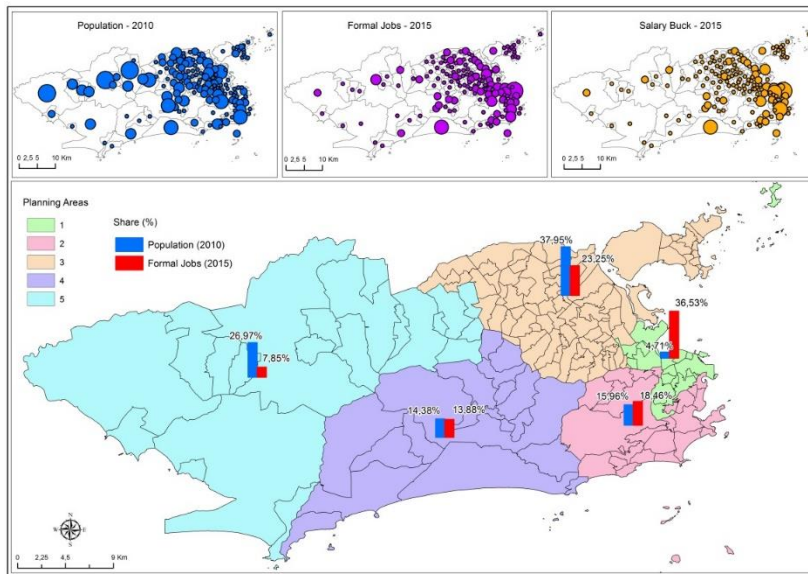 Population - 2010
Formal Jobs - 2015
Salary Buck - 2015
0 2,5 5 10 Km
0 2,5 5 10 Km
0 2,5 5 10 Km
Planning Areas
1
2
3
4
5
Share (%)
Population (2010)
Formal Jobs (2015)
37,95%
23,25%
36,53%
4,71%
26,97%
7,85%
14,38%
13,88%
15,96%
18,46%
N
W
E
S
0 2,25 4,5 9 Km